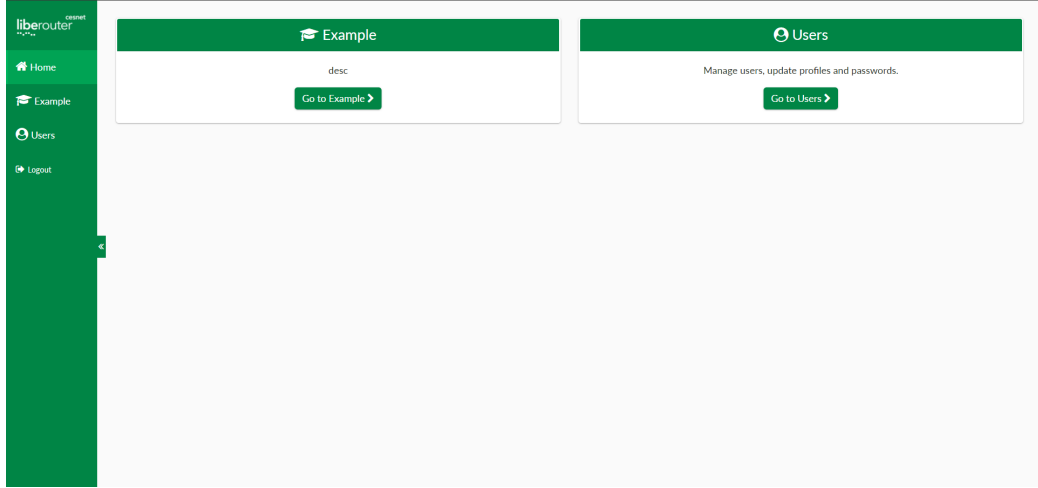 cesnet
liberouter
Home
Example
Users
Logout
Example
desc
Go to Example
Users
Manage users, update profiles and passwords.
Go to Users